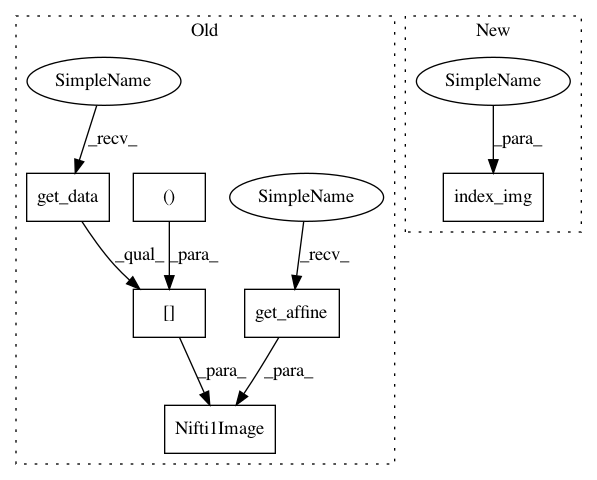 Old
New
SimpleName
SimpleName
_recv_
_para_
get_data
()
SimpleName
index_img
_qual_
_para_
_recv_
[]
get_affine
_para_
_para_
Nifti1Image